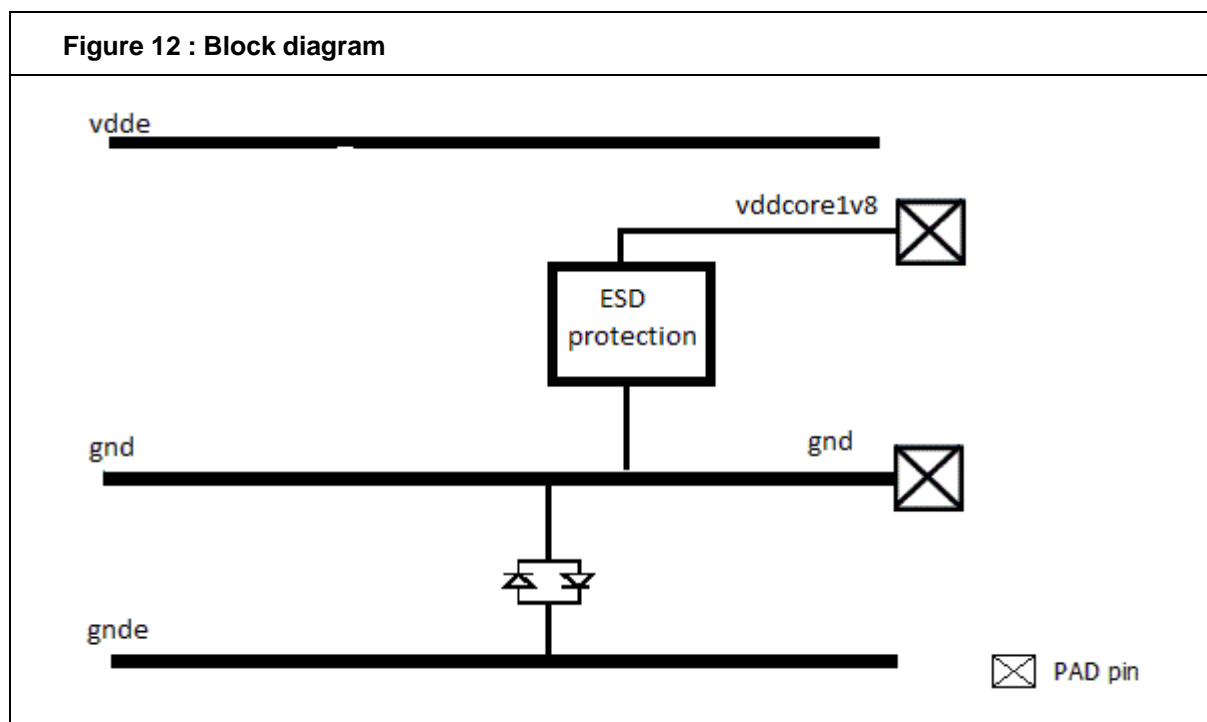 Figure 12 : Block diagram
vdde
vddcore1v8
ESD
protection
gnd
gnd
gnde
PAD pin